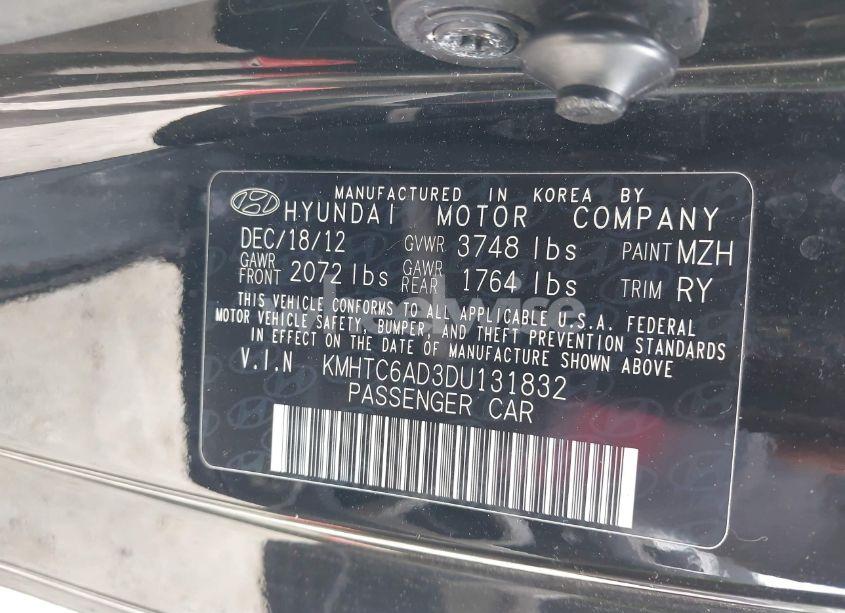 MANUFACTURED IN KOREA BY
HYUNDAI MOTOR COMPANY
DEC/18/12 GVWR 3748 lbs PAINT MZH
GAWR FRONT 2072 lbs GAWR REAR 1764 lbs TRIM RY
THIS VEHICLE CONFORMS TO ALL APPLICABLE U.S.A. FEDERAL
MOTOR VEHICLE SAFETY, BUMPER, AND THEFT PREVENTION STANDARDS
IN EFFECT ON THE DATE OF MANUFACTURE SHOWN ABOVE
V.I.N KMHTC6AD3DU131832
PASSENGER CAR